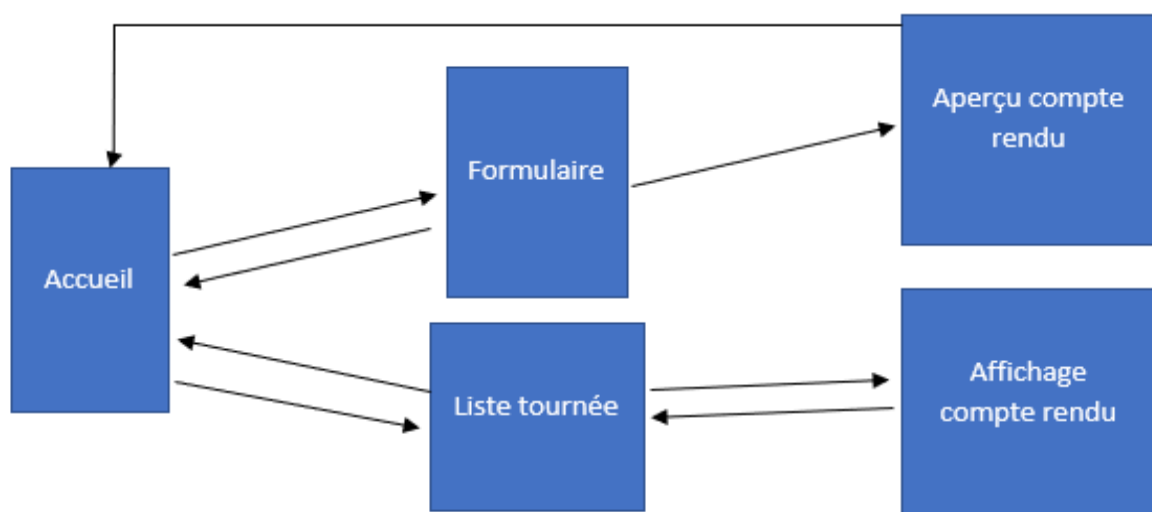 Aperçu compte
rendu
Formulaire
Accueil
Liste tournée
Affichage
compte rendu